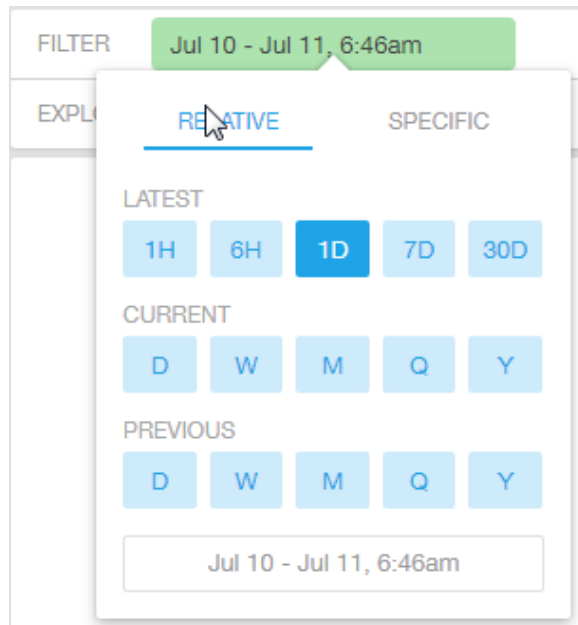 FILTER Jul 10 - Jul 11, 6:46am
RELATIVE SPECIFIC
LATEST
1H 6H 1D 7D 30D
CURRENT
D W M Q Y
PREVIOUS
D W M Q Y
Jul 10 - Jul 11, 6:46am